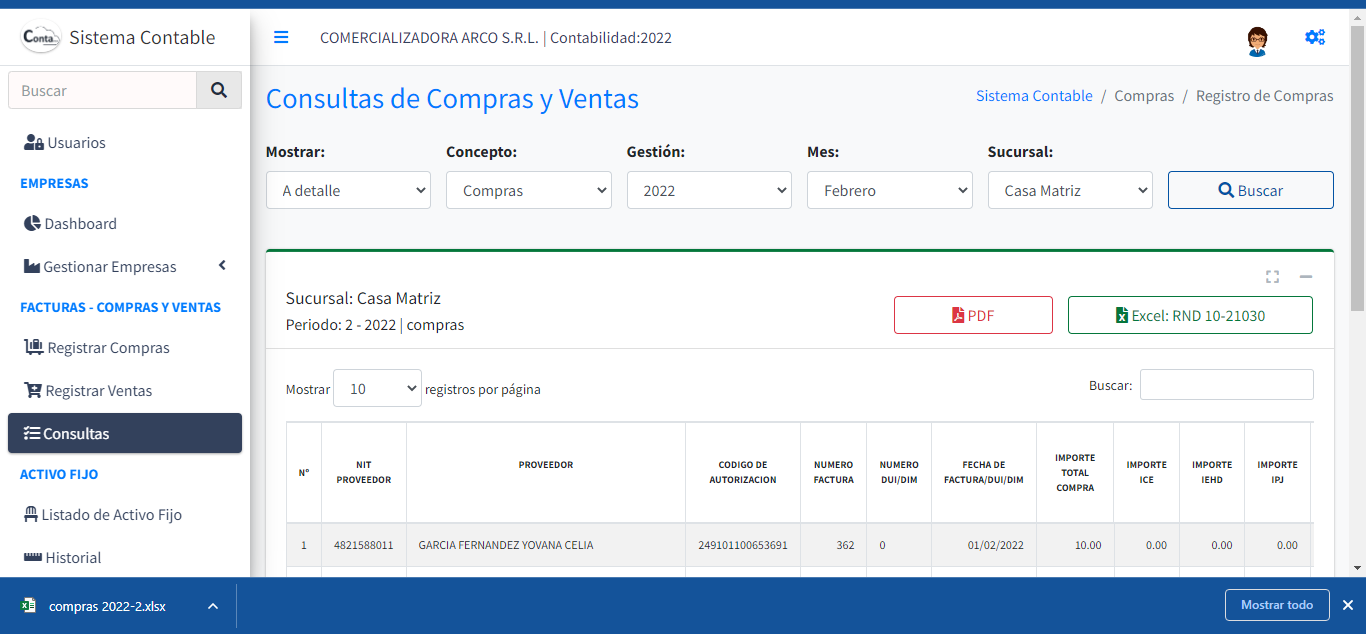 Conta
Sistema Contable
COMERCIALIZADORA ARCO S.R.L. | Contabilidad:2022
Buscar
Usuarios
EMPRESAS
Dashboard
Gestionar Empresas
FACTURAS - COMPRAS Y VENTAS
Registrar Compras
Registrar Ventas
Consultas
ACTIVO FIJO
Listado de Activo Fijo
Historial
Consultas de Compras y Ventas
Sistema Contable / Compras / Registro de Compras
Mostrar: Concepto: Gestión: Mes: Sucursal:
A detalle Compras 2022 Febrero Casa Matriz Buscar
Sucursal: Casa Matriz
Periodo: 2 - 2022 | compras
PDF
Excel: RND 10-21030
Mostrar 10 registros por página
Buscar:
N°
NIT
PROVEEDOR
PROVEEDOR
CODIGO DE
AUTORIZACION
NUMERO
FACTURA
NUMERO
DUI/DIM
FECHA DE
FACTURA/DUI/DIM
IMPORTE
TOTAL
COMPRA
IMPORTE
ICE
IMPORTE
IEHD
IMPORTE
IPJ
1 4821588011 GARCIA FERNANDEZ YOVANA CELIA 249101100653691 362 0 01/02/2022 10.00 0.00 0.00 0.00
compras 2022-2.xlsx
Mostrar todo